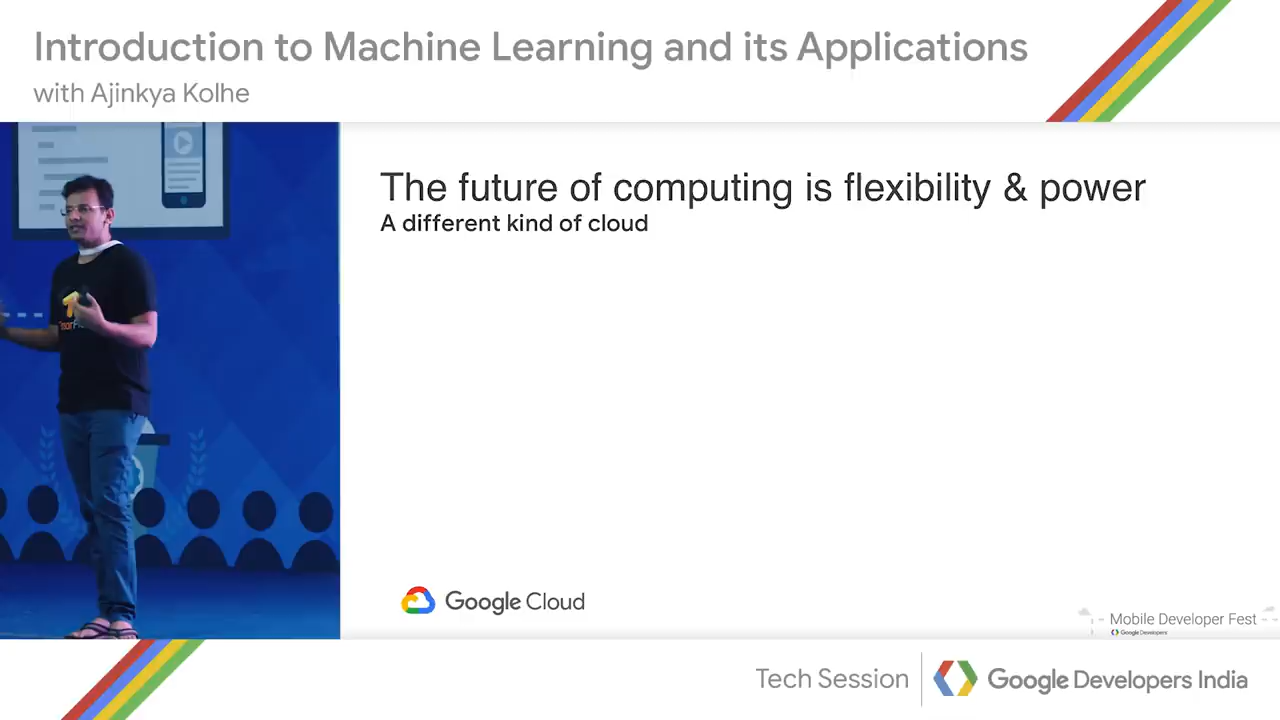 Introduction to Machine Learning and its Applications
with Ajinkya Kolhe
The future of computing is flexibility & power
A different kind of cloud
Google Cloud
Mobile Developer Fest
Google Developers
Tech Session
Google Developers India